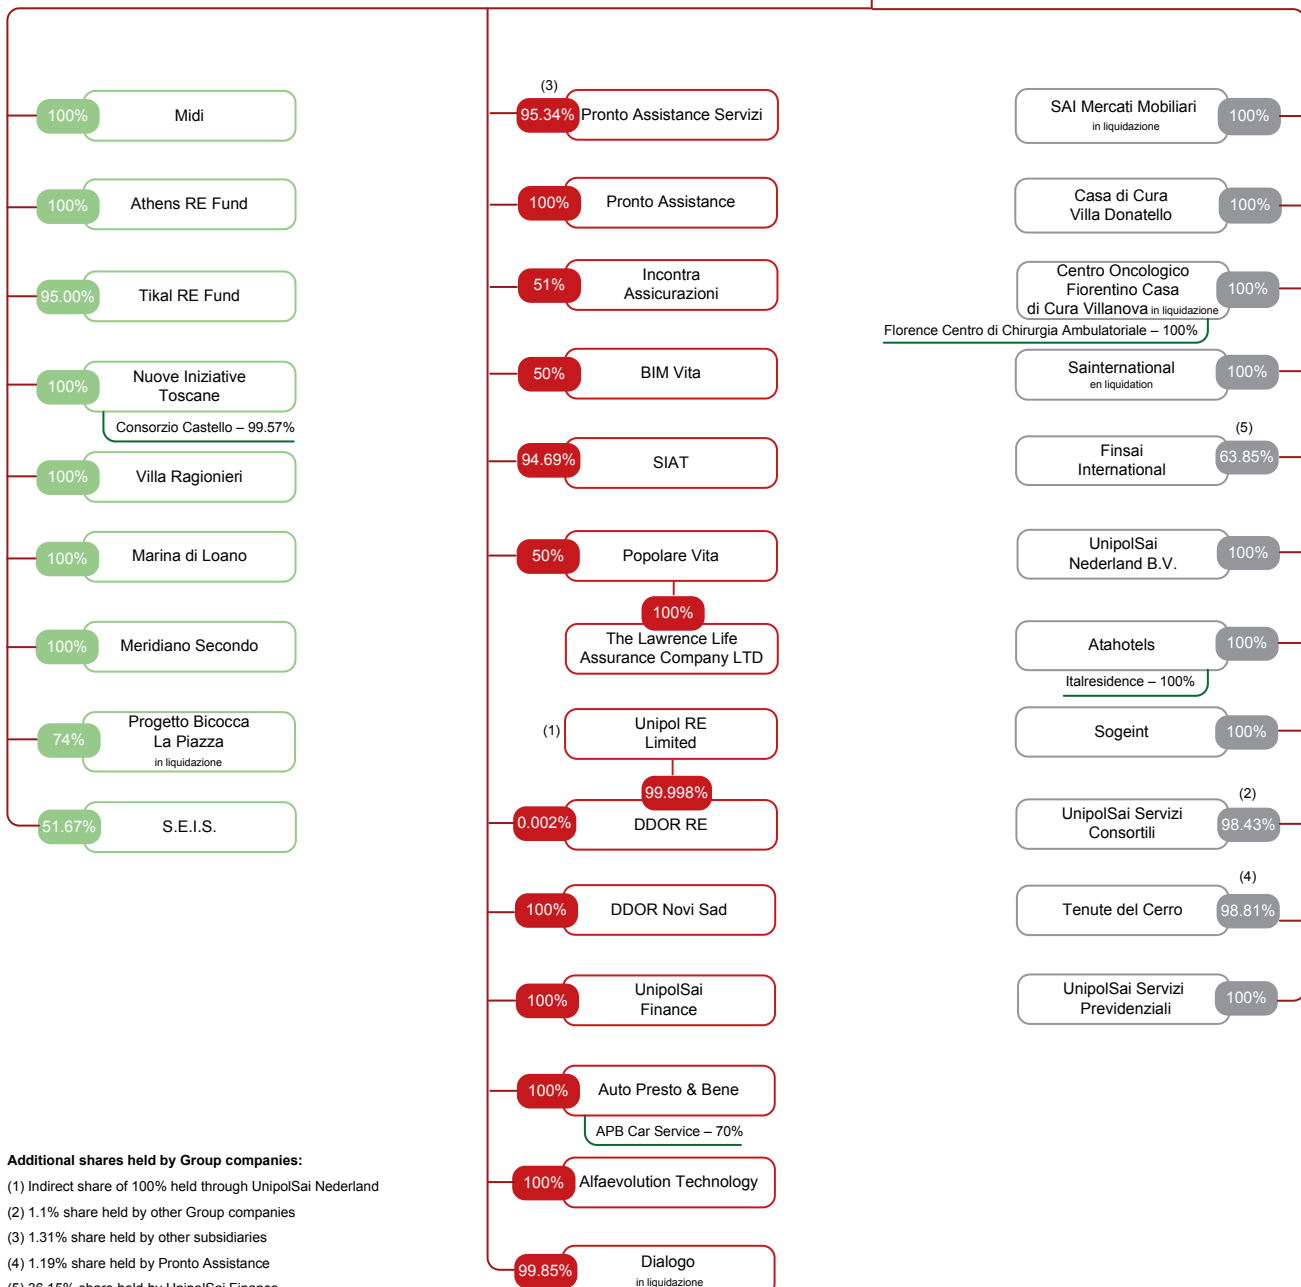 100%
Midi
100%
Athens RE Fund
95.00%
Tikal RE Fund
100%
Nuove Iniziative
Toscane
Consorzio Castello – 99.57%
100%
Villa Ragionieri
100%
Marina di Loano
100%
Meridiano Secondo
74%
Progetto Bicocca
La Piazza
in liquidazione
51.67%
S.E.I.S.
(3)
95.34%
Pronto Assistance Servizi
100%
Pronto Assistance
51%
Incontra
Assicurazioni
50%
BIM Vita
94.69%
SIAT
50%
Popolare Vita
100%
The Lawrence Life
Assurance Company LTD
(1)
Unipol RE
Limited
99.998%
0.002%
DDOR RE
100%
DDOR Novi Sad
100%
UnipolSai
Finance
100%
Auto Presto & Bene
APB Car Service – 70%
100%
Alfaevolution Technology
99.85%
Dialogo
in liquidazione
SAI Mercati Mobiliari
in liquidazione
100%
Casa di Cura
Villa Donatello
100%
Centro Oncologico
Fiorentino Casa
di Cura Villanova in liquidazione
100%
Florence Centro di Chirurgia Ambulatoriale – 100%
Sainternational
en liquidation
100%
(5)
Finsai
International
63.85%
UnipolSai
Nederland B.V.
100%
Atahotels
100%
Italresidence – 100%
Sogeint
100%
(2)
UnipolSai Servizi
Consortili
98.43%
(4)
Tenute del Cerro
98.81%
UnipolSai Servizi
Previdenziali
100%
Additional shares held by Group companies:
(1) Indirect share of 100% held through UnipolSai Nederland
(2) 1.1% share held by other Group companies
(3) 1.31% share held by other subsidiaries
(4) 1.19% share held by Pronto Assistance
(5) 36.15% share held by UnipolSai Finance